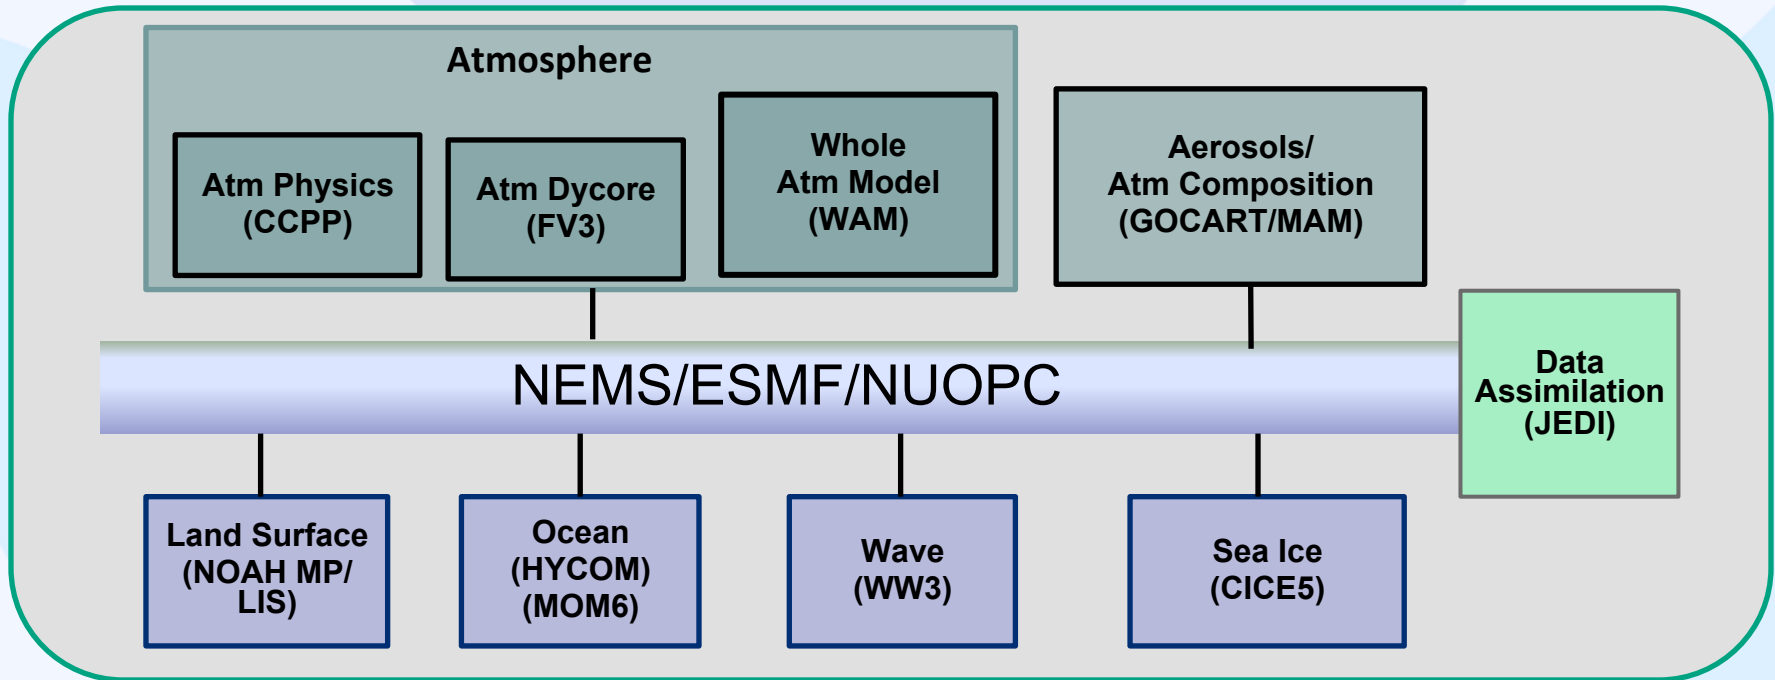 Atmosphere
Atm Physics
(CCPP)
Atm Dycore
(FV3)
Whole
Atm Model
(WAM)
Aerosols/
Atm Composition
(GOCART/MAM)
NEMS/ESMF/NUOPC
Data
Assimilation
(JEDI)
Land Surface
(NOAH MP/
LIS)
Ocean
(HYCOM)
(MOM6)
Wave
(WW3)
Sea Ice
(CICE5)